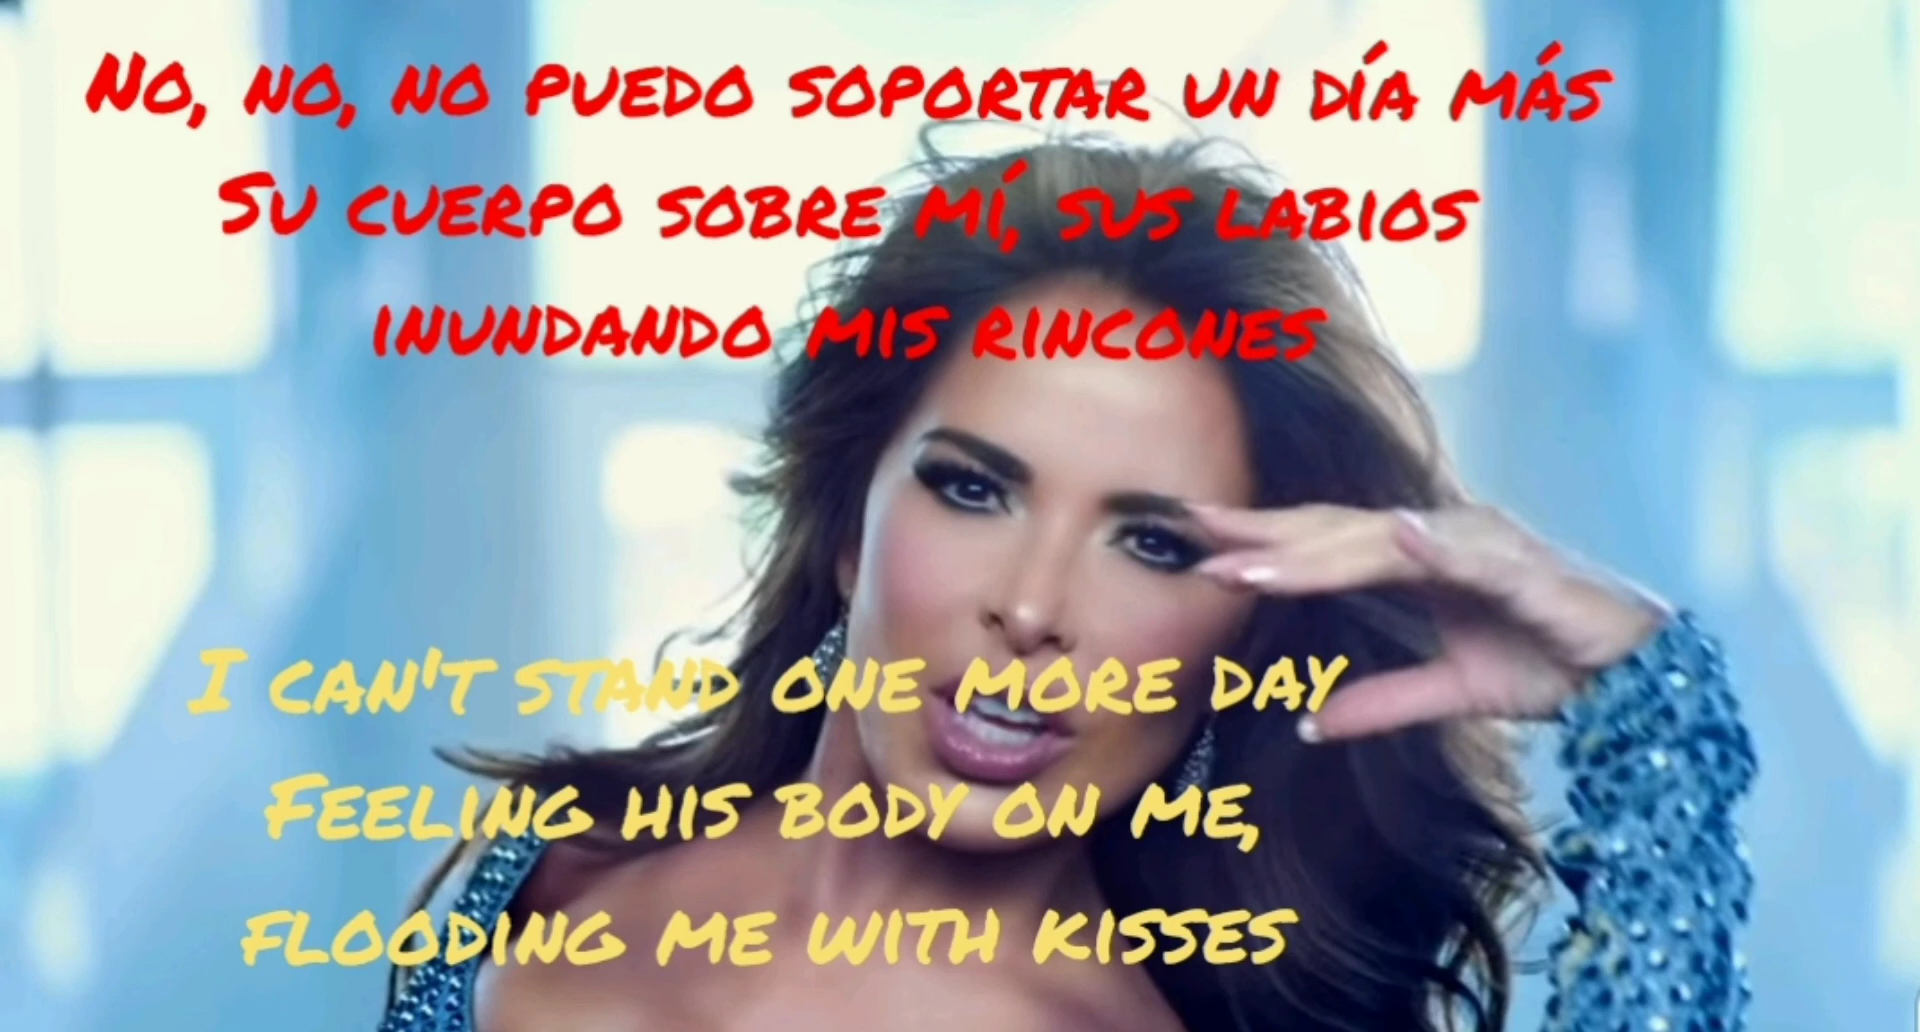 No, no, no puedo soportar un día más
Su cuerpo sobre mí, sus labios
inundando mis rincones
I can't stand one more day
Feeling his body on me,
flooding me with kisses